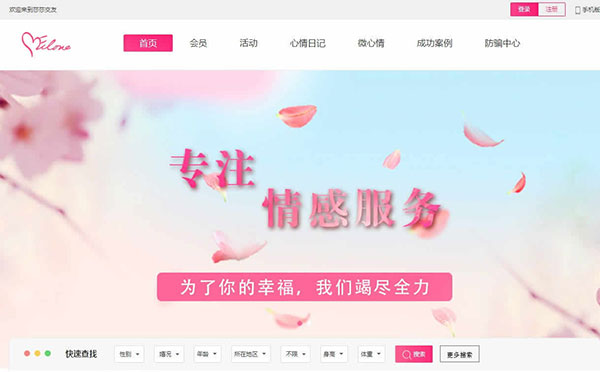 欢迎来到恋恋交友
登录 注册 手机版
Filone
首页 会员 活动 心情日记 微心情 成功案例 防骗中心
专注
情感服务
为了你的幸福，我们竭尽全力
快速查找 性别 婚况 年龄 所在地区 不限 身高 体重 搜索 更多搜索